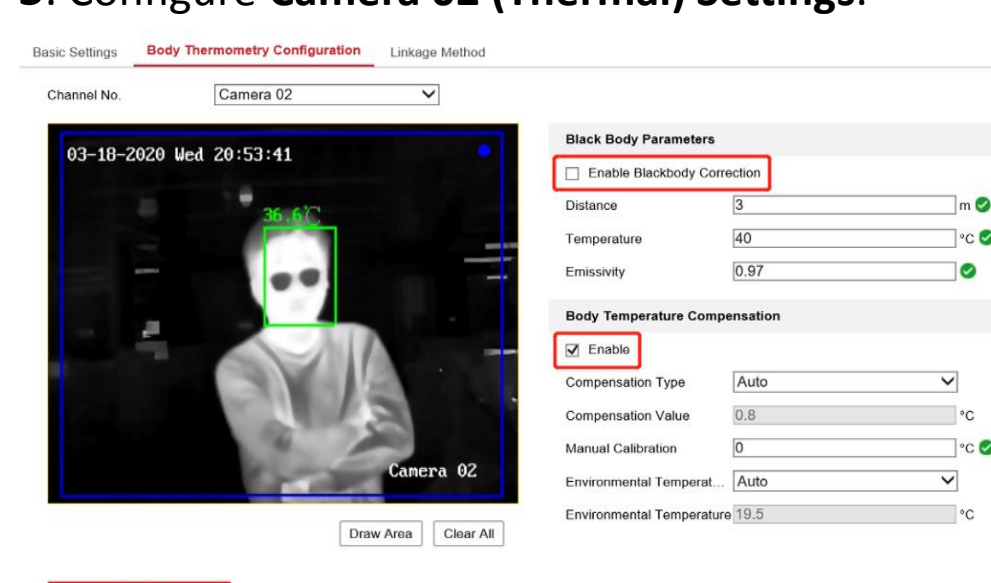 Configure Camera 02 (Thermal) Settings.
Basic Settings Body Thermometry Configuration Linkage Method
Channel No. Camera 02
03-18-2020 Wed 20:53:41
36.6℃
Camera 02
Draw Area Clear All
Black Body Parameters
Enable Blackbody Correction
Distance 3 m
Temperature 40 °C
Emissivity 0.97
Body Temperature Compensation
Enable
Compensation Type Auto
Compensation Value 0.8 °C
Manual Calibration 0 °C
Environmental Temperat... Auto
Environmental Temperature 19.5 °C